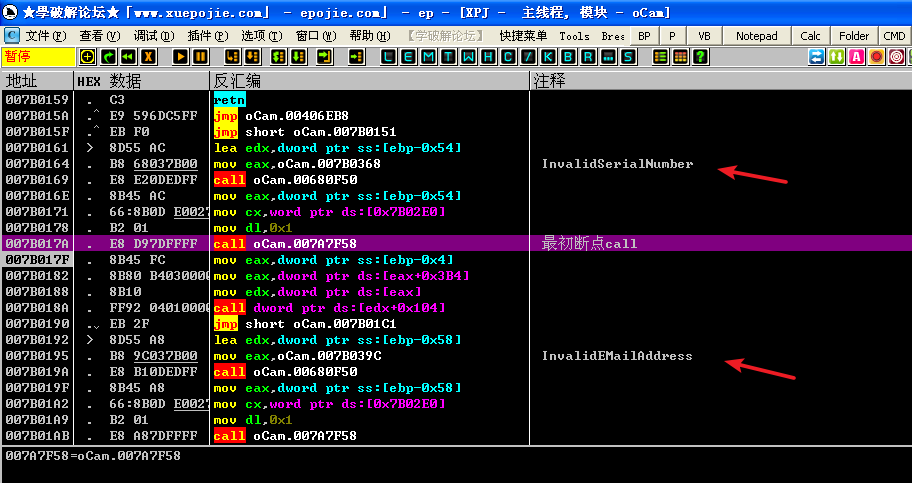 ★學破解论坛★「www.xuepojie.com」 - epojie.com」 - ep - [XPJ - 主线程, 模块 - oCam]
C 文件(F) 查看(V) 调试(D) 插件(P) 选项(T) 窗口(W) 帮助(H) 【学破解论坛】 快捷菜单 Tools Bree BP P VB Notepad Calc Folder CMD
暂停 L E M T W H C / K B R ... S ? A
地址 HEX 数据 反汇编 注释
007B0159 . C3 retn
007B015A .^ E9 596DC5FF jmp oCam.00406EB8
007B015F .^ EB F0 jmp short oCam.007B0151
007B0161 > 8D55 AC lea edx,dword ptr ss:[ebp-0x54]
007B0164 . B8 68037B00 mov eax,oCam.007B0368 InvalidSerialNumber
007B0169 . E8 E20DEDFF call oCam.00680F50
007B016E . 8B45 AC mov eax,dword ptr ss:[ebp-0x54]
007B0171 . 66:8B0D E0027 mov cx,word ptr ds:[0x7B02E0]
007B0178 . B2 01 mov dl,0x1
007B017A . E8 D97DFFFF call oCam.007A7F58 最初断点call
007B017F . 8B45 FC mov eax,dword ptr ss:[ebp-0x4]
007B0182 . 8B80 B4030000 mov eax,dword ptr ds:[eax+0x3B4]
007B0188 . 8B10 mov edx,dword ptr ds:[eax]
007B018A . FF92 04010000 call dword ptr ds:[edx+0x104]
007B0190 .v EB 2F jmp short oCam.007B01C1
007B0192 > 8D55 A8 lea edx,dword ptr ss:[ebp-0x58]
007B0195 . B8 9C037B00 mov eax,oCam.007B039C InvalidEMailAddress
007B019A . E8 B10DEDFF call oCam.00680F50
007B019F . 8B45 A8 mov eax,dword ptr ss:[ebp-0x58]
007B01A2 . 66:8B0D E0027 mov cx,word ptr ds:[0x7B02E0]
007B01A9 . B2 01 mov dl,0x1
007B01AB . E8 A87DFFFF call oCam.007A7F58
007A7F58=oCam.007A7F58